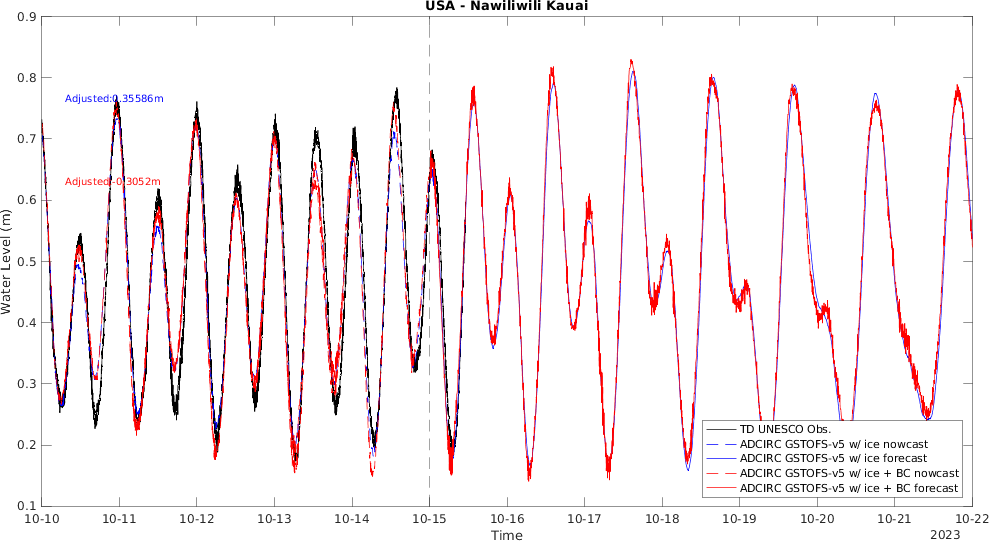 USA - Nawiliwili Kauai
0.9
0.8
0.7
0.6
0.5
0.4
0.3
0.2
0.1
Water Level (m)
Adjusted:0.35586m
Adjusted:-0.3052m
TD UNESCO Obs.
ADCIRC GSTOFS-v5 w/ ice nowcast
ADCIRC GSTOFS-v5 w/ ice forecast
ADCIRC GSTOFS-v5 w/ ice + BC nowcast
ADCIRC GSTOFS-v5 w/ ice + BC forecast
10-10 10-11 10-12 10-13 10-14 10-15 10-16 10-17 10-18 10-19 10-20 10-21 10-22
2023
Time